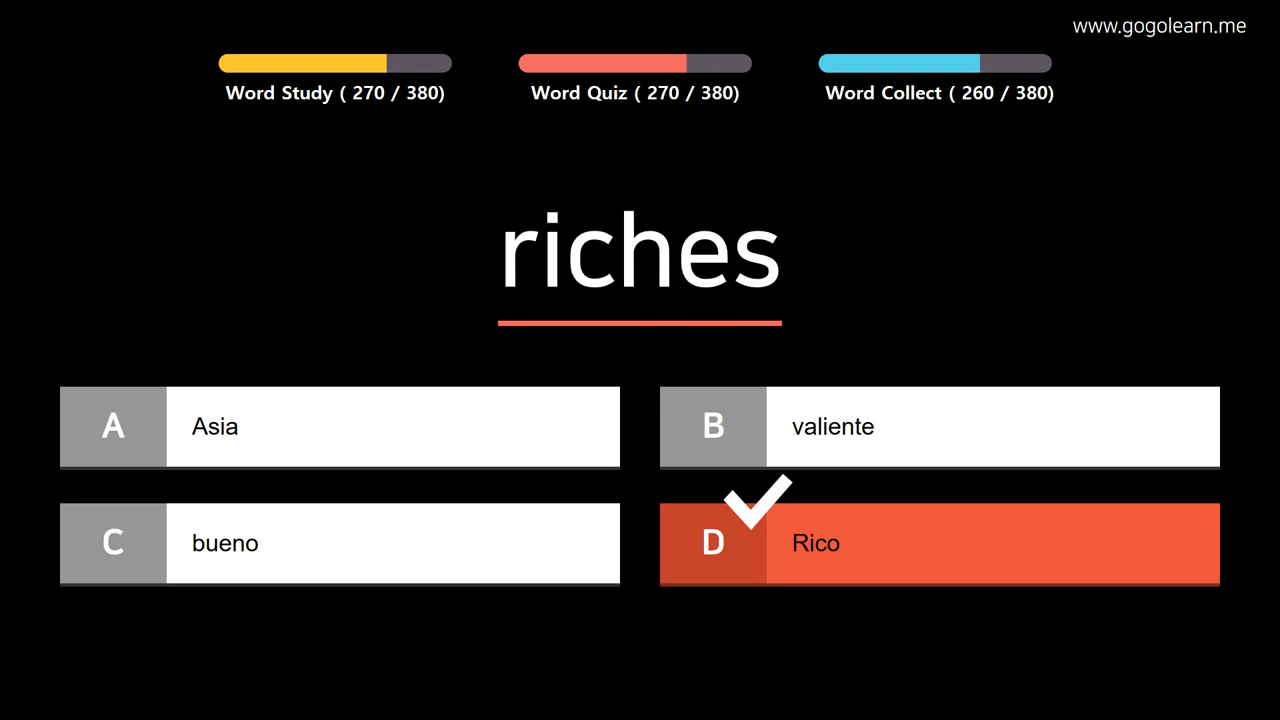 www.gogolearn.me
Word Study ( 270 / 380)
Word Quiz ( 270 / 380)
Word Collect ( 260 / 380)
riches
A Asia
B valiente
C bueno
D Rico